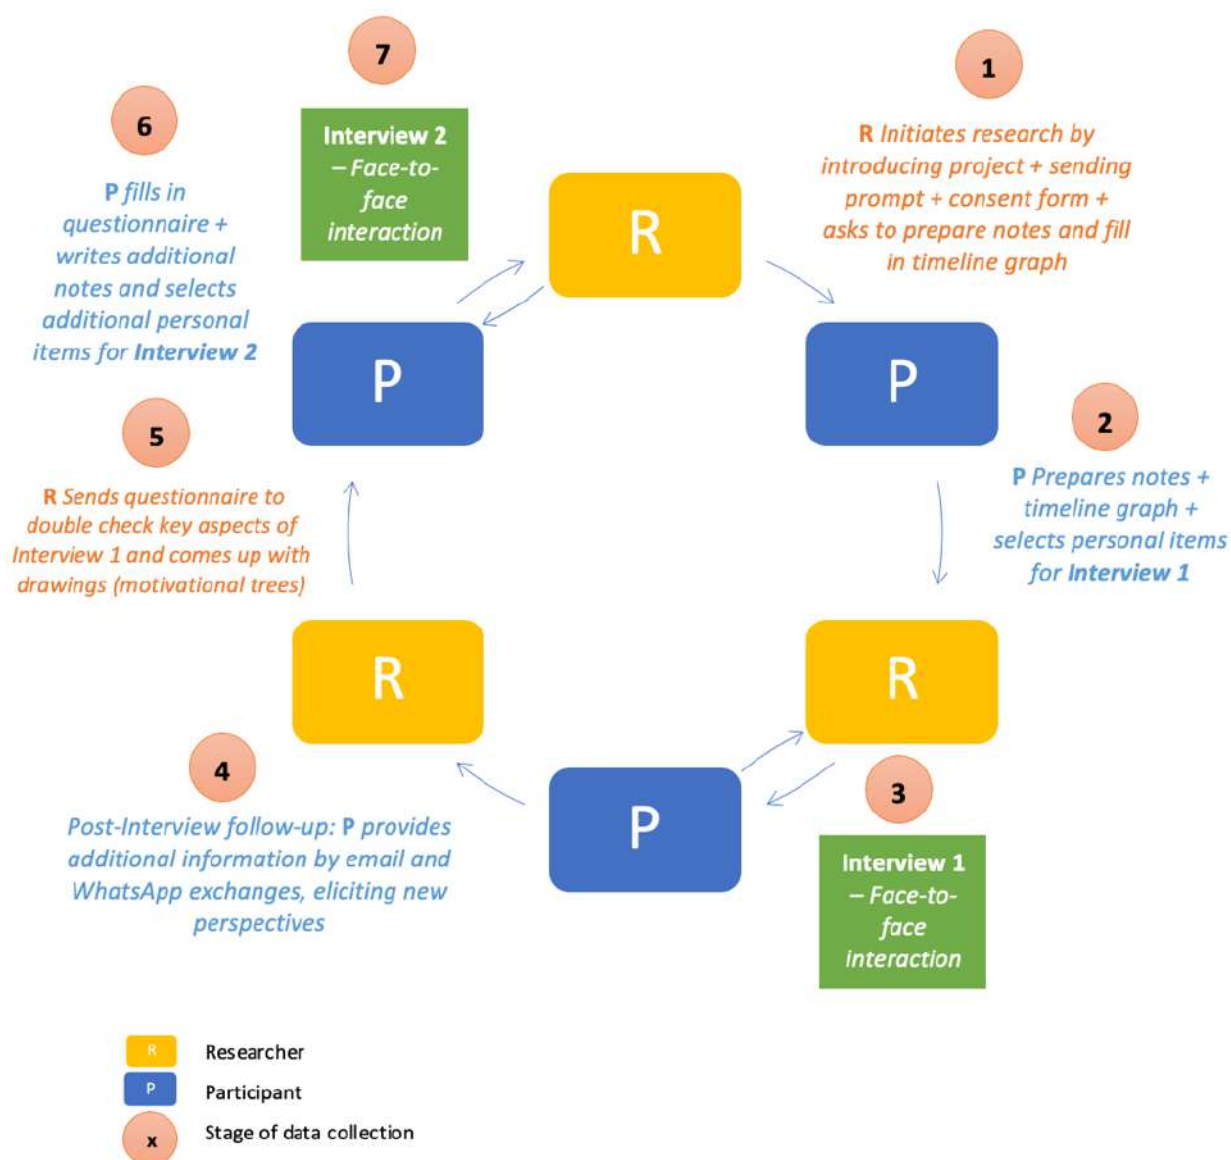 7
Interview 2
– Face-to-
face
interaction
R
1
R Initiates research by
introducing project + sending
prompt + consent form +
asks to prepare notes and fill
in timeline graph
P
2
P Prepares notes +
timeline graph +
selects personal items
for Interview 1
R
3
Interview 1
– Face-to-
face
interaction
P
4
Post-Interview follow-up: P provides
additional information by email and
WhatsApp exchanges, eliciting new
perspectives
R
5
R Sends questionnaire to
double check key aspects of
Interview 1 and comes up with
drawings (motivational trees)
P
6
P fills in
questionnaire +
writes additional
notes and selects
additional personal
items for Interview 2
R Researcher
P Participant
x Stage of data collection